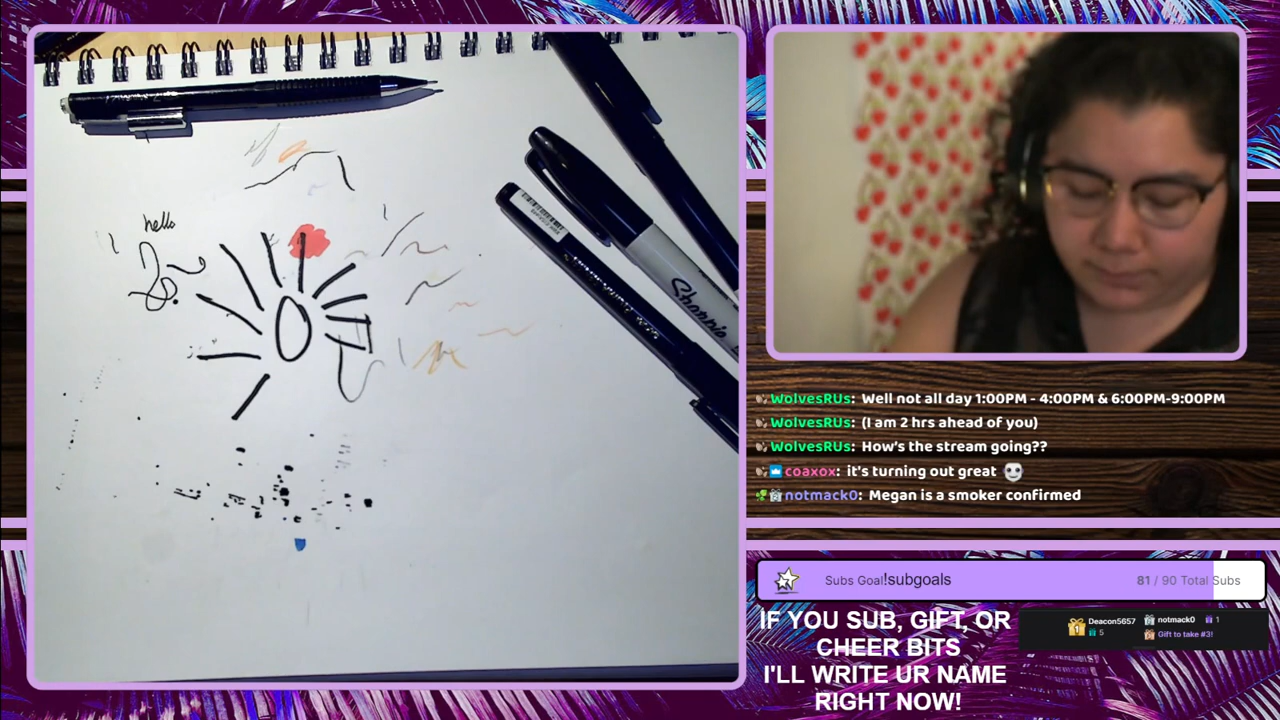 hello
Sharpie
WolvesRUs: Well not all day 1:00PM - 4:00PM & 6:00PM-9:00PM
WolvesRUs: (I am 2 hrs ahead of you)
WolvesRUs: How's the stream going??
coaxox: it's turning out great
notmack0: Megan is a smoker confirmed
Subs Goal!subgoals
81 / 90 Total Subs
IF YOU SUB, GIFT, OR
CHEER BITS
I'LL WRITE UR NAME
RIGHT NOW!
1 Deacon5657
5
notmack0 1
Gift to take #3!